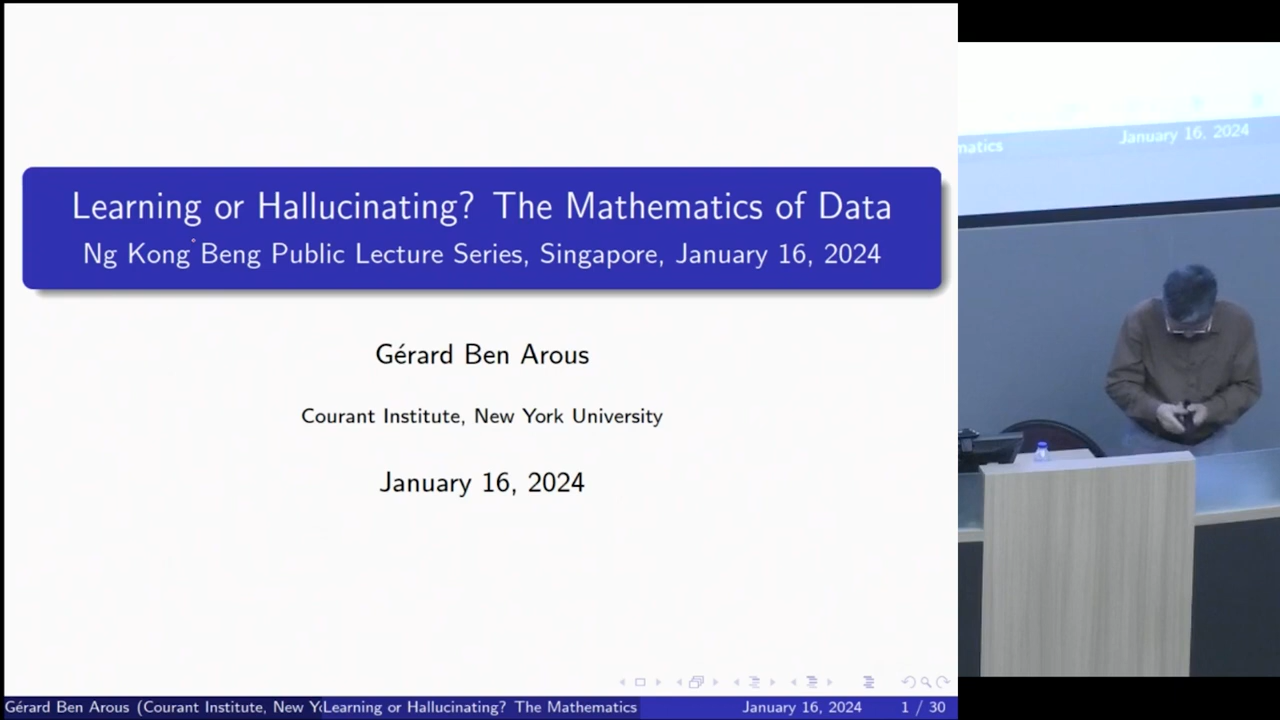 Learning or Hallucinating? The Mathematics of Data
Ng Kong Beng Public Lecture Series, Singapore, January 16, 2024
Gérard Ben Arous
Courant Institute, New York University
January 16, 2024
Gérard Ben Arous (Courant Institute, New Y
Learning or Hallucinating? The Mathematics
January 16, 2024
1 / 30
matics
January 16, 2024